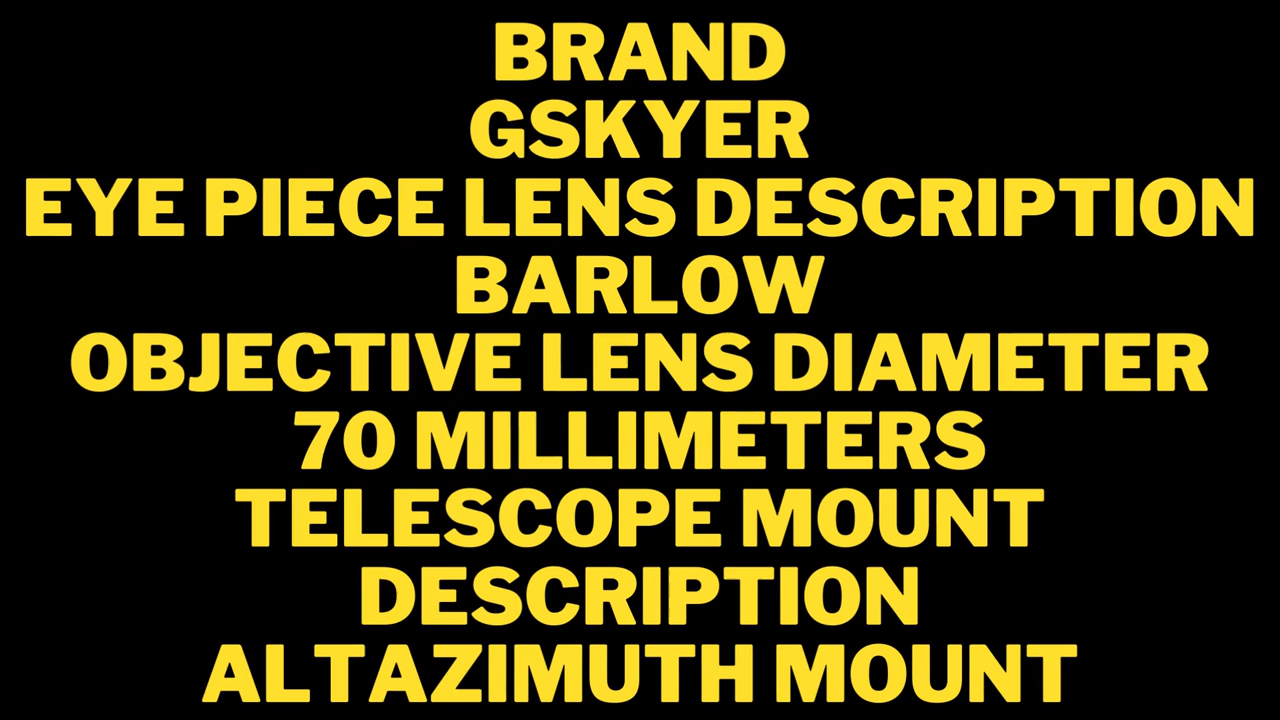 BRAND
GSKYER
EYE PIECE LENS DESCRIPTION
BARLOW
OBJECTIVE LENS DIAMETER
70 MILLIMETERS
TELESCOPE MOUNT
DESCRIPTION
ALTAZIMUTH MOUNT